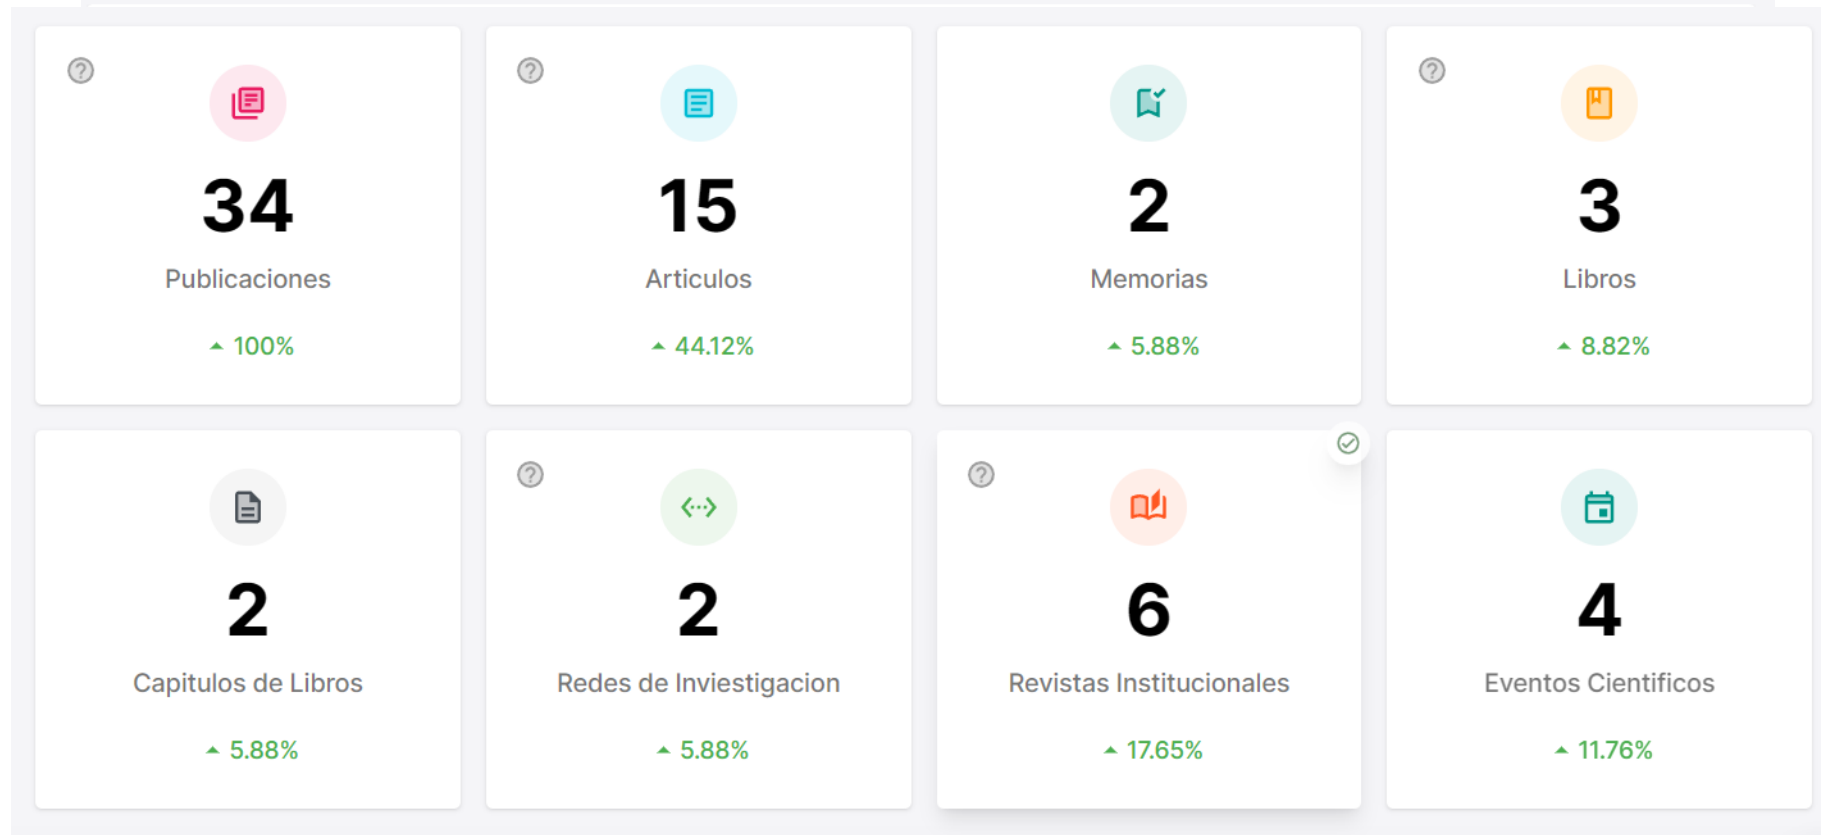 34
Publicaciones
100%
15
Articulos
44.12%
2
Memorias
5.88%
3
Libros
8.82%
2
Capitulos de Libros
5.88%
2
Redes de Inviestigacion
5.88%
6
Revistas Institucionales
17.65%
4
Eventos Cientificos
11.76%